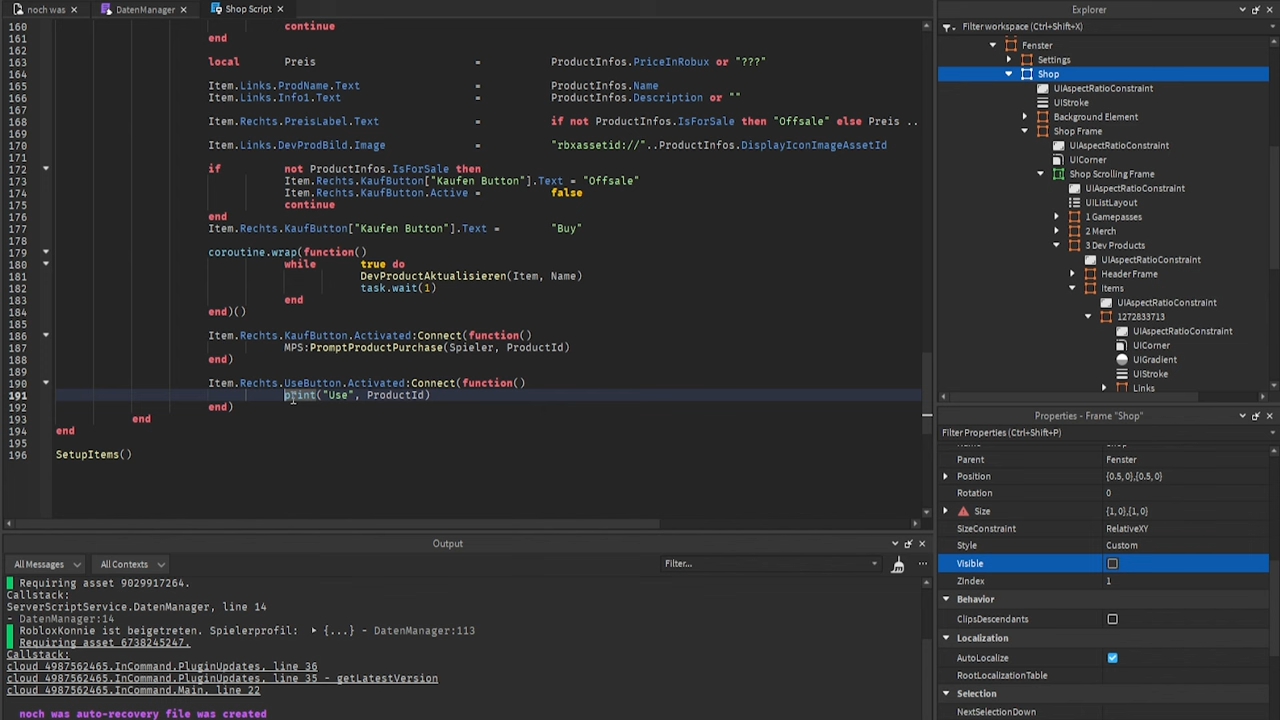 noch was
DatenManager
Shop Script
160 continue
161 end
162
163 local Preis = ProductInfos.PriceInRobux or "???"
164
165 Item.Links.ProdName.Text = ProductInfos.Name
166 Item.Links.Info1.Text = ProductInfos.Description or ""
167
168 Item.Rechts.PreisLabel.Text = if not ProductInfos.IsForSale then "Offsale" else Preis ..
169
170 Item.Links.DevProdBild.Image = "rbxassetid://"..ProductInfos.DisplayIconImageAssetId
171
172 if not ProductInfos.IsForSale then
173 Item.Rechts.KaufButton["Kaufen Button"].Text = "Offsale"
174 Item.Rechts.KaufButton.Active = false
175 continue
176 end
177 Item.Rechts.KaufButton["Kaufen Button"].Text = "Buy"
178
179 coroutine.wrap(function()
180 while true do
181 DevProductAktualisieren(Item, Name)
182 task.wait(1)
183 end
184 end)()
185
186 Item.Rechts.KaufButton.Activated:Connect(function()
187 MPS:PromptProductPurchase(Spieler, ProductId)
188 end)
189
190 Item.Rechts.UseButton.Activated:Connect(function()
191 print("Use", ProductId)
192 end)
193 end
194 end
195
196 SetupItems()
Output
All Messages
All Contexts
Filter...
Requiring asset 9029917264.
Callstack:
ServerScriptService.DatenManager, line 14
- DatenManager:14
RobloxKonnie ist beigetreten. Spielerprofil: ▸ {...} - DatenManager:113
Requiring asset 6738245247.
Callstack:
cloud_4987562465.InCommand.PluginUpdates, line 36
cloud_4987562465.InCommand.PluginUpdates, line 35 - getLatestVersion
cloud_4987562465.InCommand.Main, line 22
noch was auto-recovery file was created
Explorer
Filter workspace (Ctrl+Shift+X)
Fenster
Settings
Shop
UIAspectRatioConstraint
UIStroke
Background Element
Shop Frame
UIAspectRatioConstraint
UICorner
Shop Scrolling Frame
UIAspectRatioConstraint
UIListLayout
1 Gamepasses
2 Merch
3 Dev Products
UIAspectRatioConstraint
Header Frame
Items
UIAspectRatioConstraint
1272833713
UIAspectRatioConstraint
UICorner
UIGradient
UIStroke
Links
Properties - Frame "Shop"
Filter Properties (Ctrl+Shift+P)
Parent Fenster
Position {0.5, 0},{0.5, 0}
Rotation 0
Size {1, 0},{1, 0}
SizeConstraint RelativeXY
Style Custom
Visible
ZIndex 1
Behavior
ClipsDescendants
Localization
AutoLocalize
RootLocalizationTable
Selection
NextSelectionDown